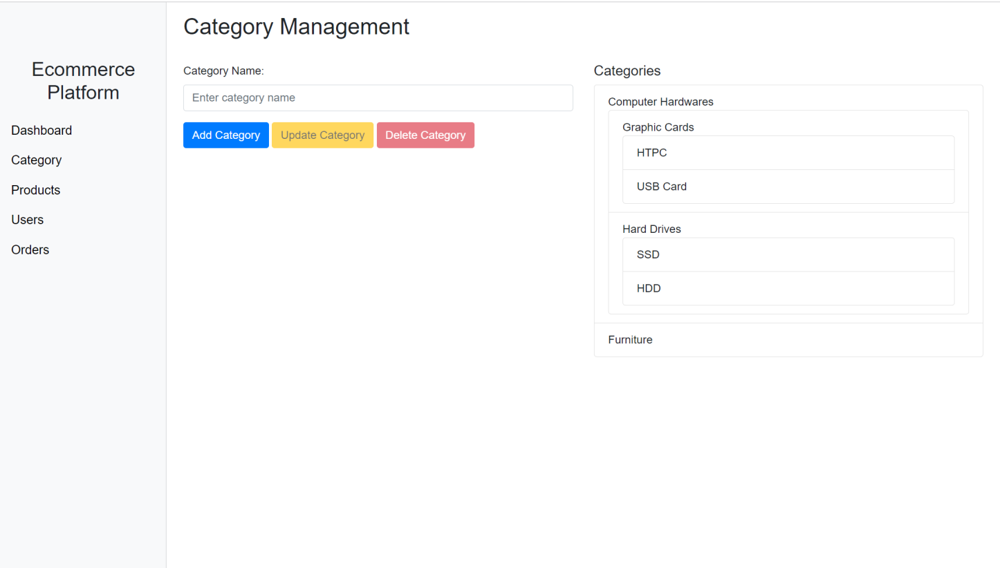 Ecommerce
Platform
Dashboard
Category
Products
Users
Orders
Category Management
Category Name:
Enter category name
Add Category Update Category Delete Category
Categories
Computer Hardwares
Graphic Cards
HTPC
USB Card
Hard Drives
SSD
HDD
Furniture